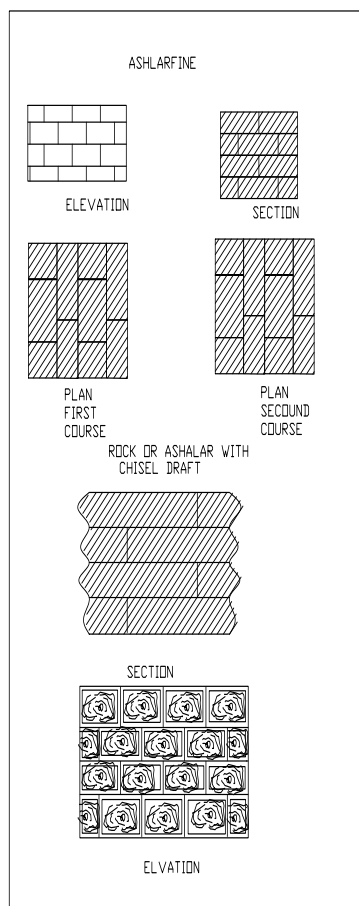 ASHLARFINE
ELEVATION
SECTION
PLAN
FIRST
COURSE
PLAN
SECOUND
COURSE
ROCK OR ASHALAR WITH
CHISEL DRAFT
SECTION
ELVATION